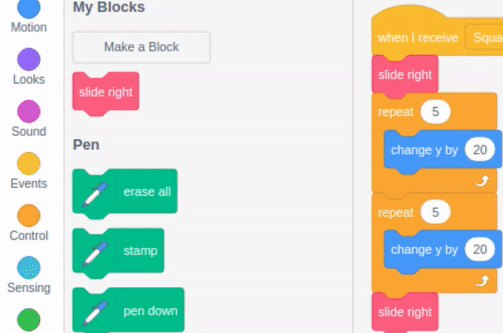 Motion
Looks
Sound
Events
Control
Sensing
My Blocks
Make a Block
slide right
Pen
erase all
stamp
pen down
when I receive Squa
slide right
repeat 5
change y by 20
repeat 5
change y by 20
slide right